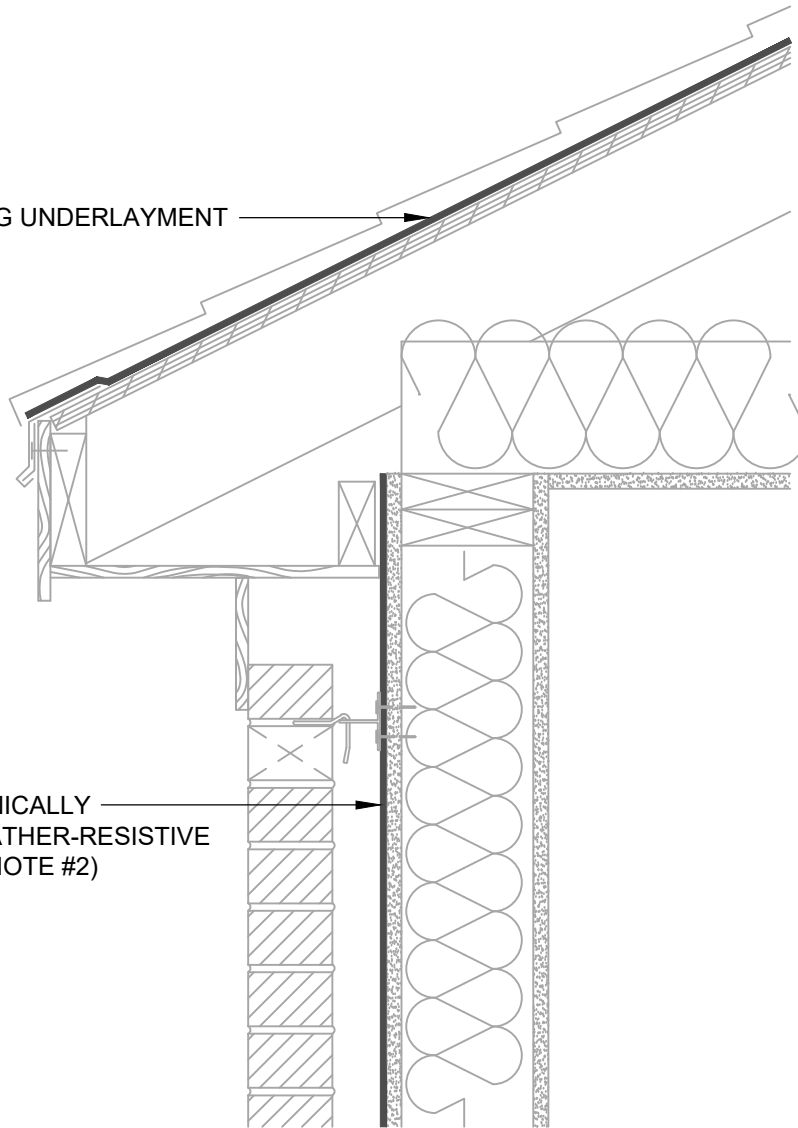 G UNDERLAYMENT
NICALLY
ATHER-RESISTIVE
NOTE #2)